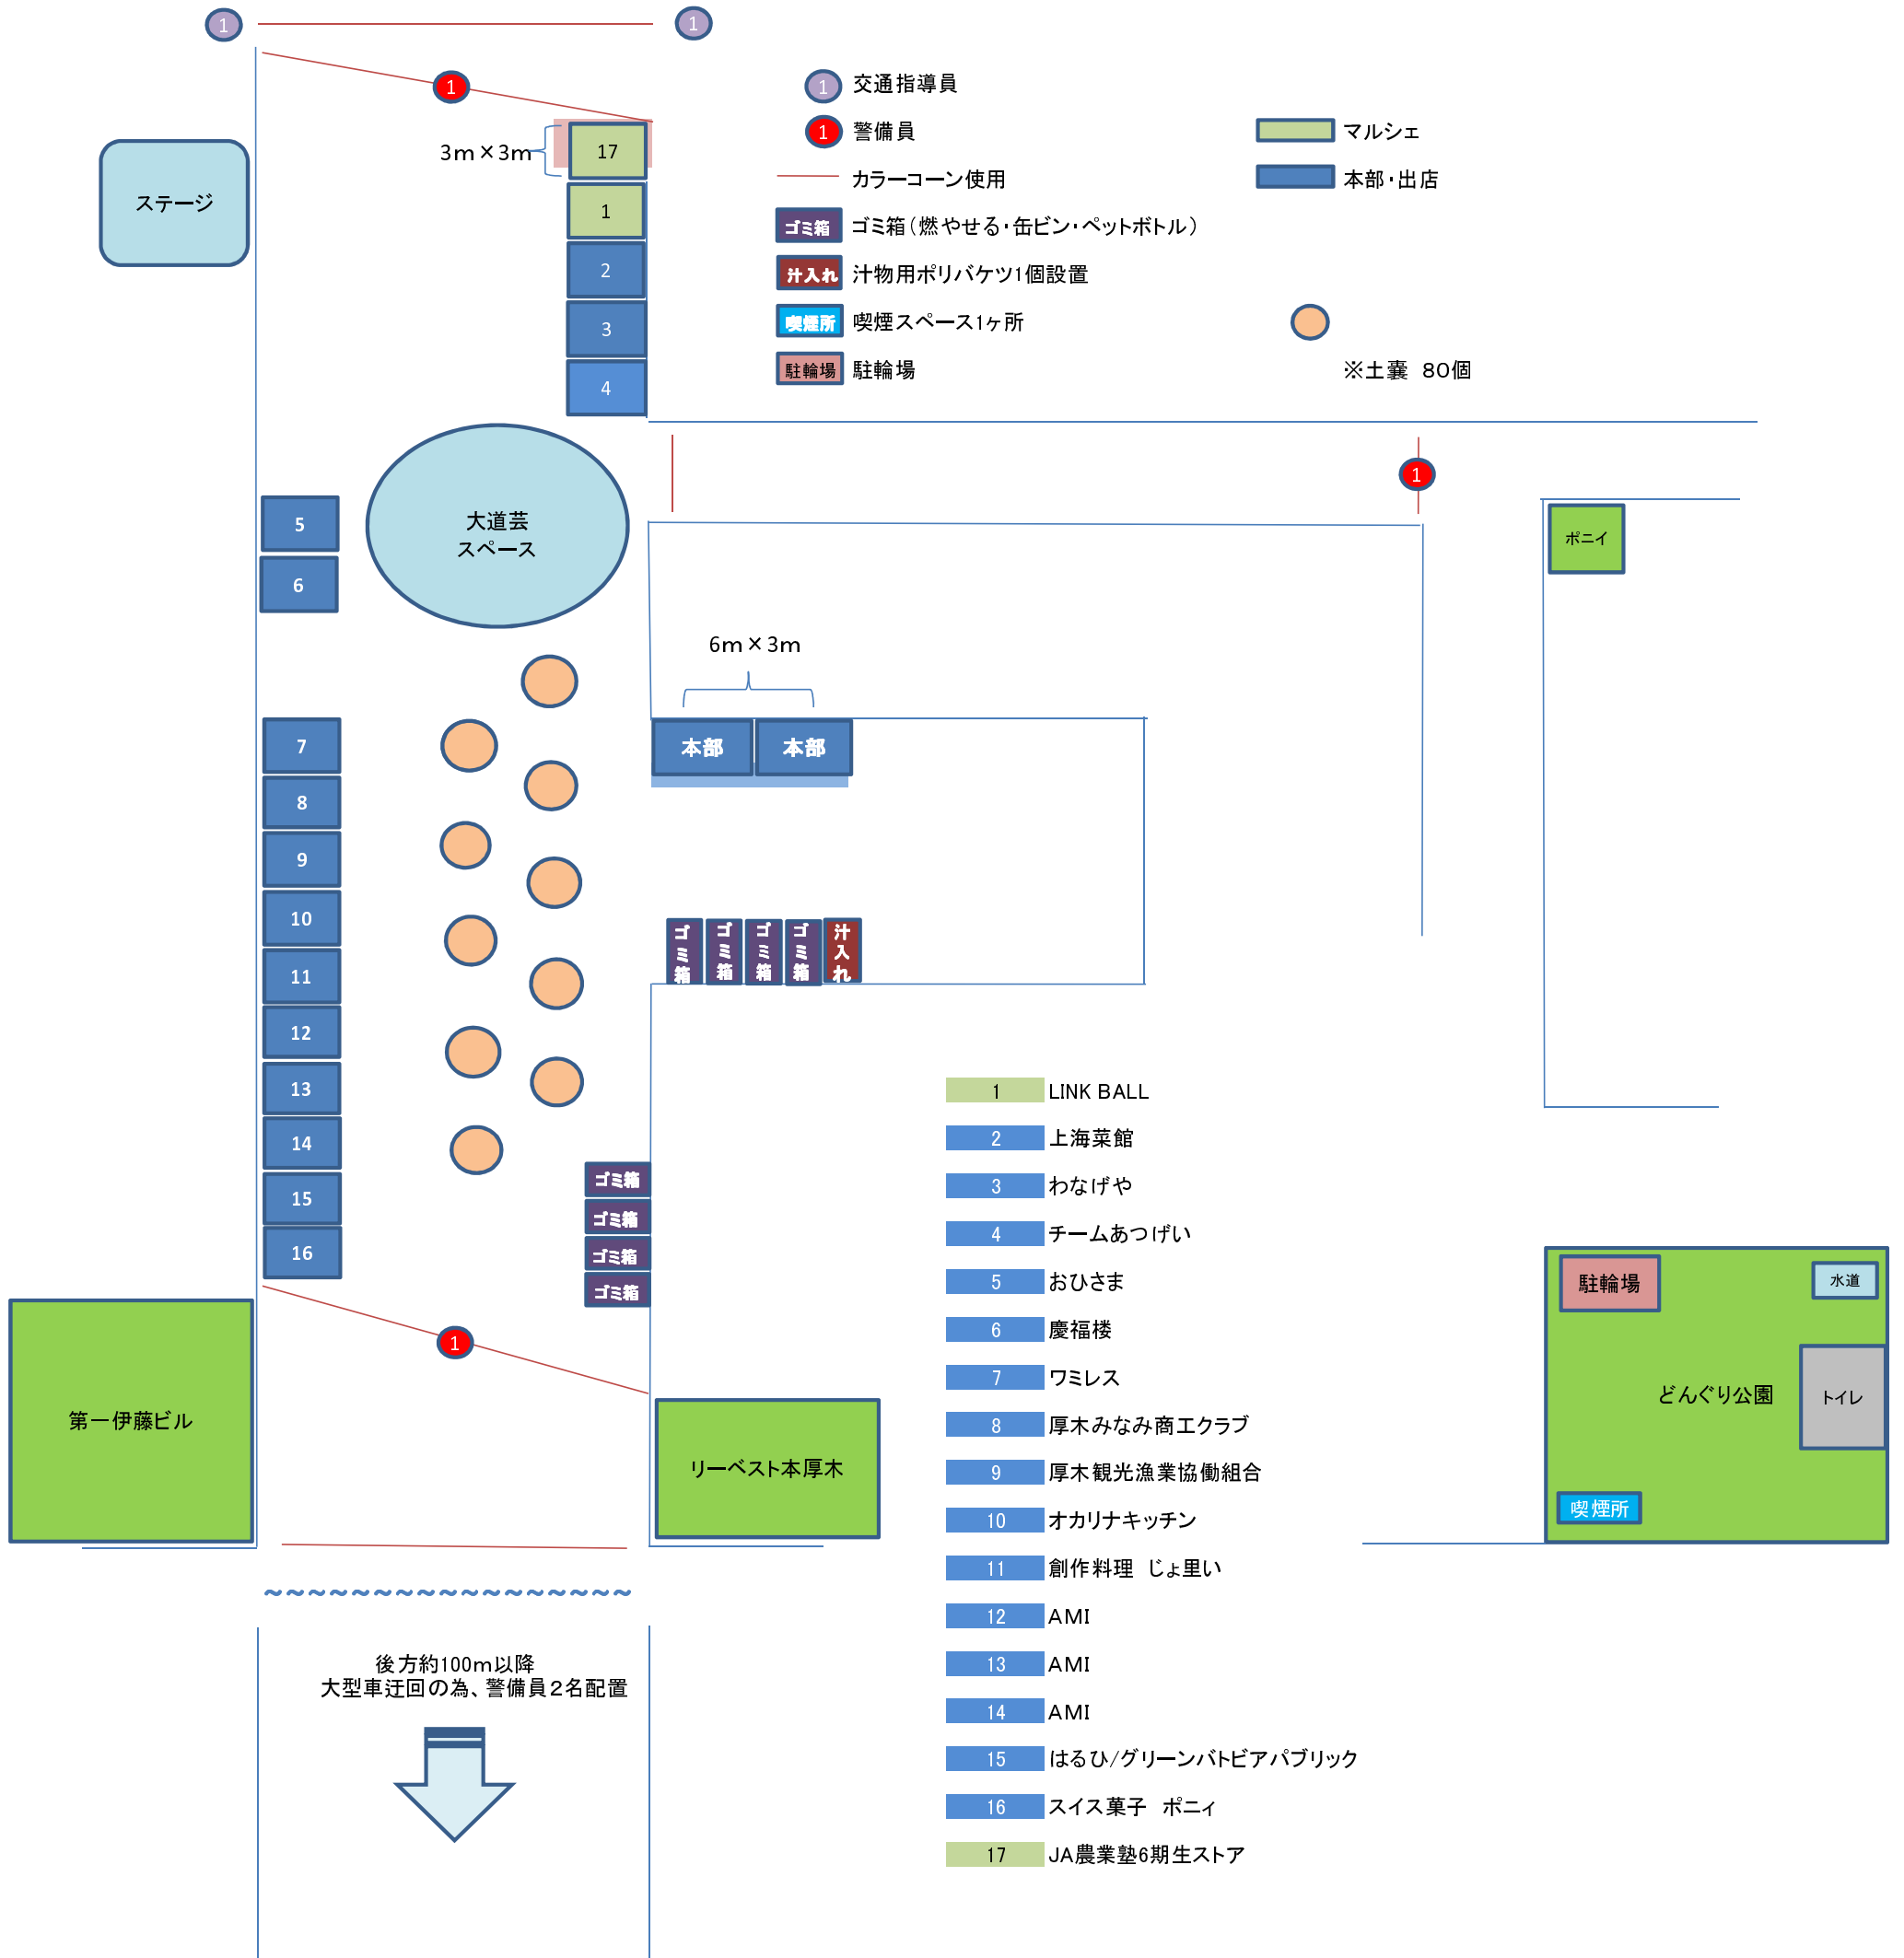 1
1
1
1 交通指導員
1 警備員
カラーコーン使用
ゴミ箱 ゴミ箱(燃やせる・缶ビン・ペットボトル)
汁入れ 汁物用ポリバケツ1個設置
喫煙所 喫煙スペース1ヶ所
駐輪場 駐輪場
マルシェ
本部・出店
※土嚢 80個
ステージ
3m×3m
17
1
2
3
4
大道芸
スペース
1
ポニイ
5
6
6m×3m
本部 本部
7
8
9
10
11
12
13
14
15
16
ゴミ箱
ゴミ箱
ゴミ箱
ゴミ箱
汁入れ
ゴミ箱
ゴミ箱
ゴミ箱
ゴミ箱
1
第一伊藤ビル
リーベスト本厚木
駐輪場
水道
どんぐり公園
トイレ
喫煙所
1 LINK BALL
2 上海菜館
3 わなげや
4 チームあつげい
5 おひさま
6 慶福楼
7 ワミレス
8 厚木みなみ商工クラブ
9 厚木観光漁業協働組合
10 オカリナキッチン
11 創作料理 じょ里い
12 AMI
13 AMI
14 AMI
15 はるひ/グリーンバトビアパブリック
16 スイス菓子 ポニィ
17 JA農業塾6期生ストア
~~~~~~~~~~~~~~~~~
後方約100m以降
大型車迂回の為、警備員2名配置